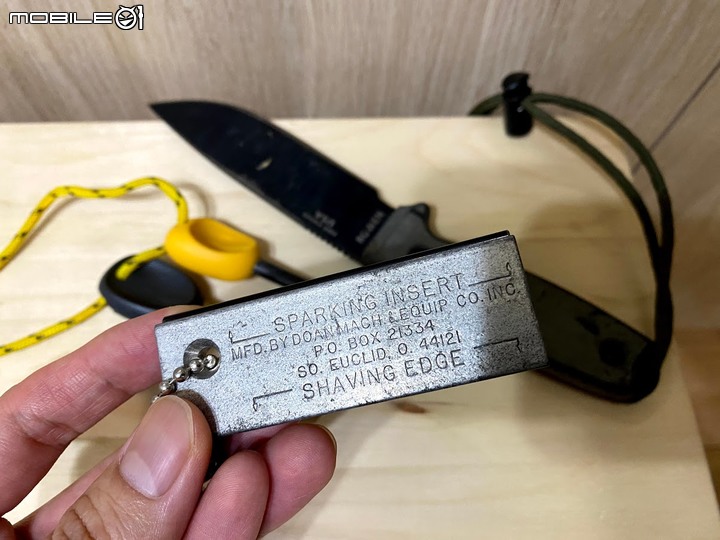 MOBILE01
SPARKING INSERT
MFD. BY DOAN MACH & EQUIP CO. INC.
P.O. BOX 21334
SO. EUCLID, O. 44121
SHAVING EDGE